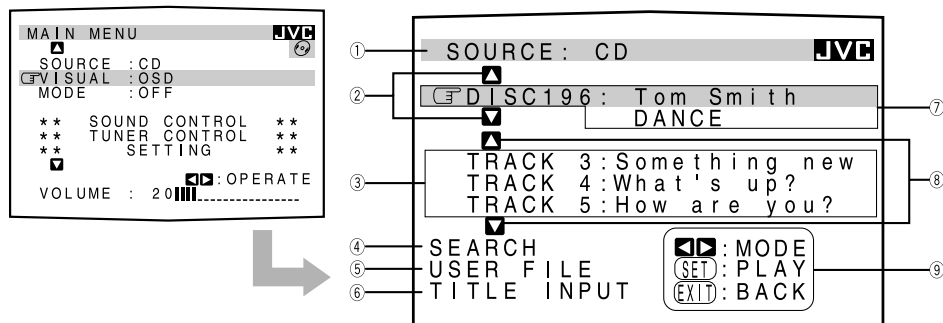 MAIN MENU JVC
SOURCE :CD
VISUAL :OSD
MODE :OFF
** SOUND CONTROL **
** TUNER CONTROL **
** SETTING **
:OPERATE
VOLUME : 20
① SOURCE: CD JVC
②
DISC196: Tom Smith
DANCE
⑦
③
TRACK 3:Something new
TRACK 4:What's up?
TRACK 5:How are you?
⑧
④ SEARCH
⑤ USER FILE
⑥ TITLE INPUT
:MODE
SET: PLAY
EXIT: BACK
⑨